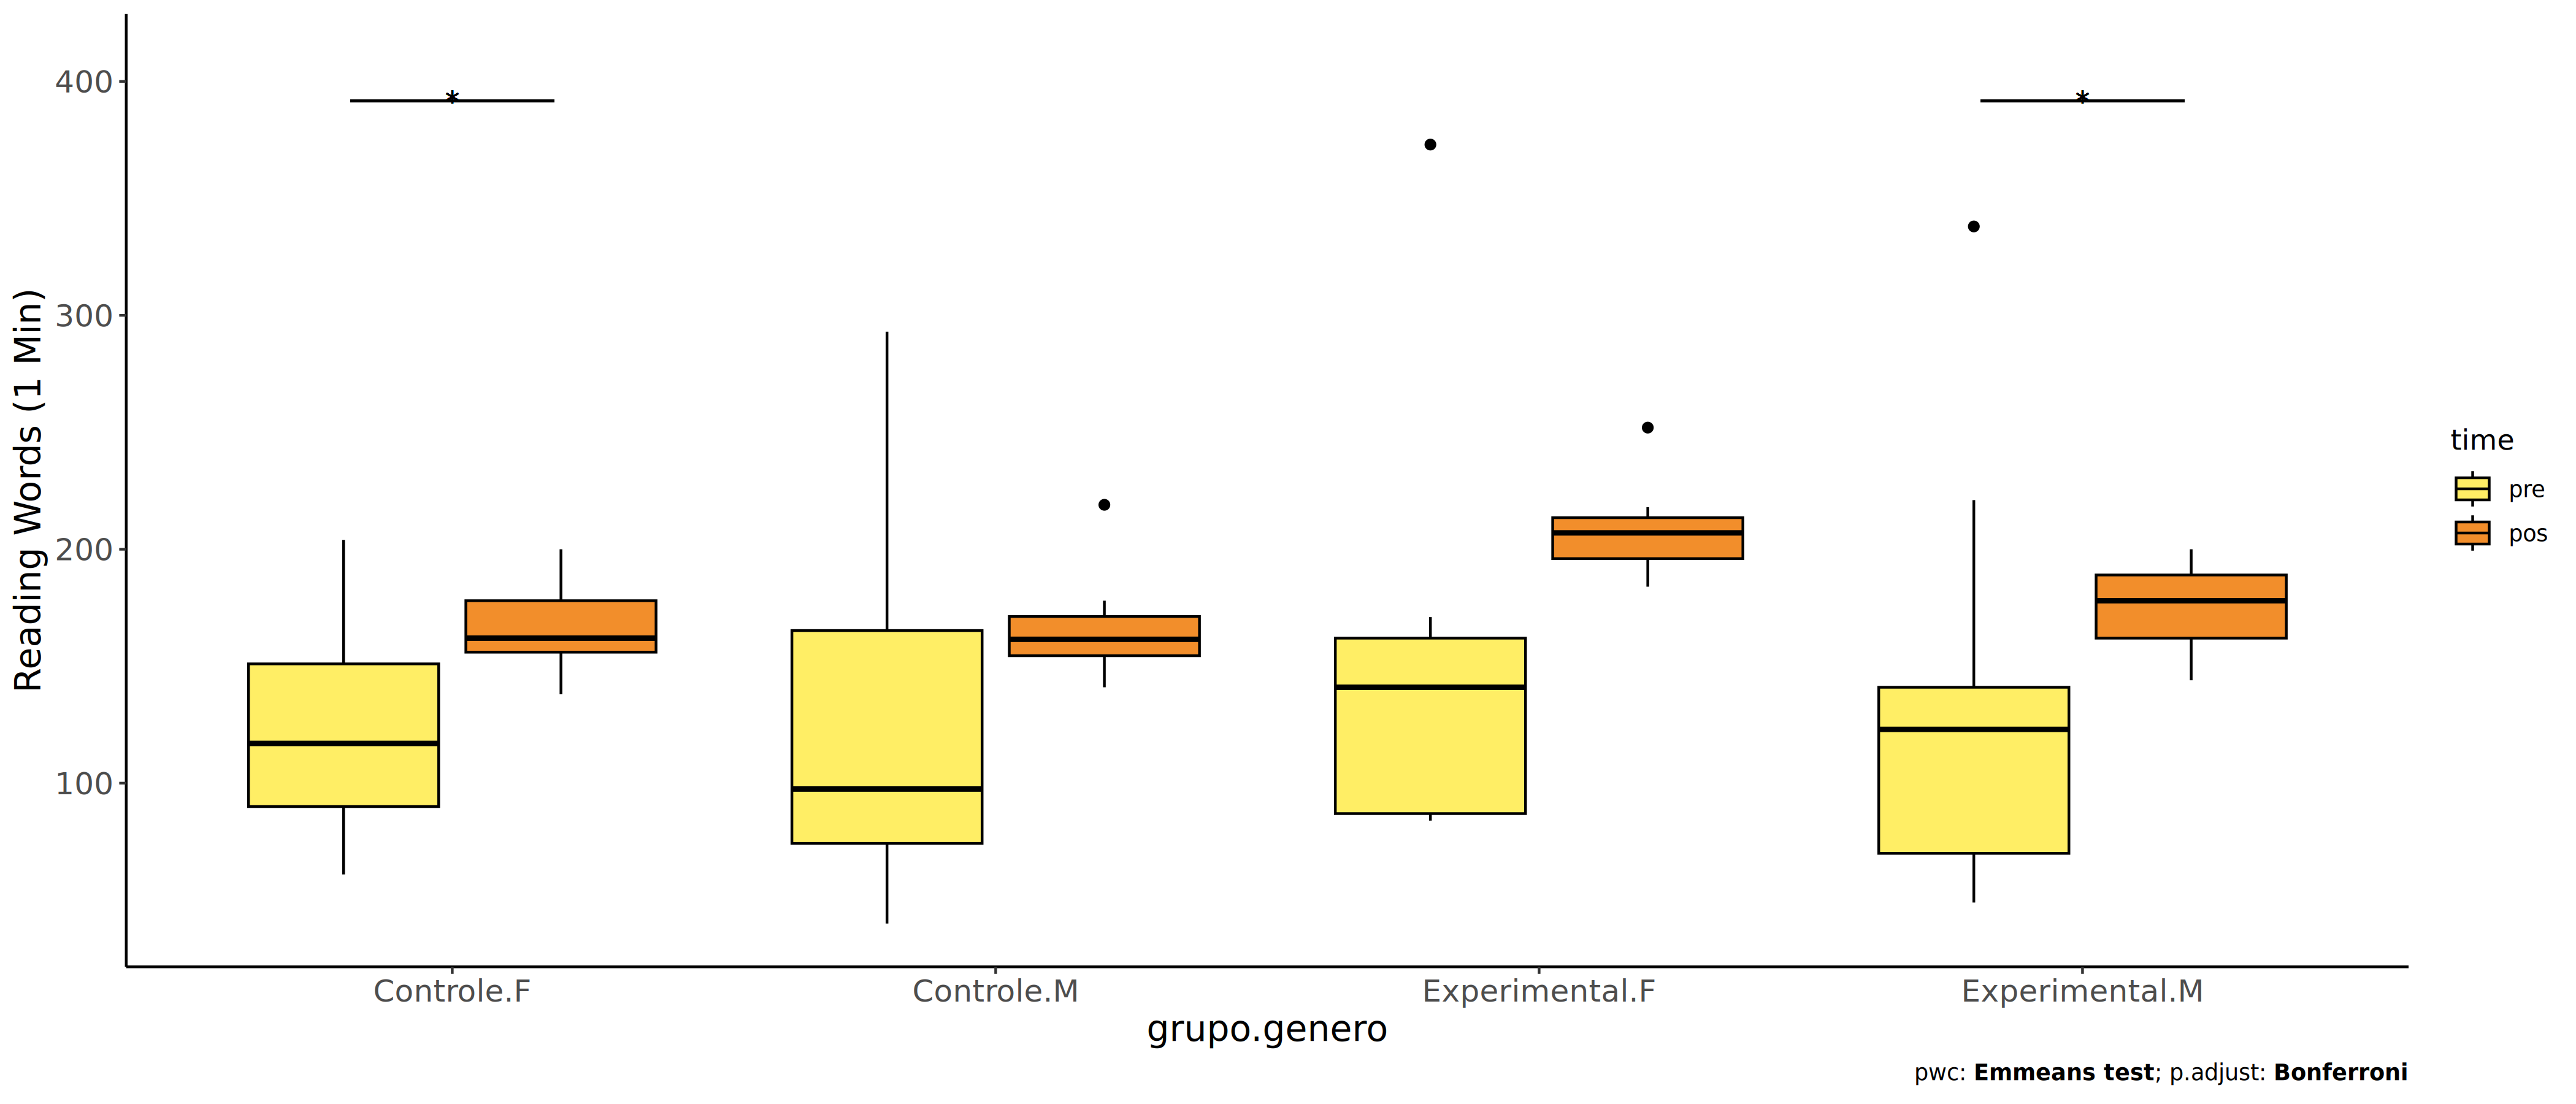 400
300
200
100
Reading Words (1 Min)
*
*
Controle.F
Controle.M
Experimental.F
Experimental.M
grupo.genero
time
pre
pos
pwc: Emmeans test; p.adjust: Bonferroni